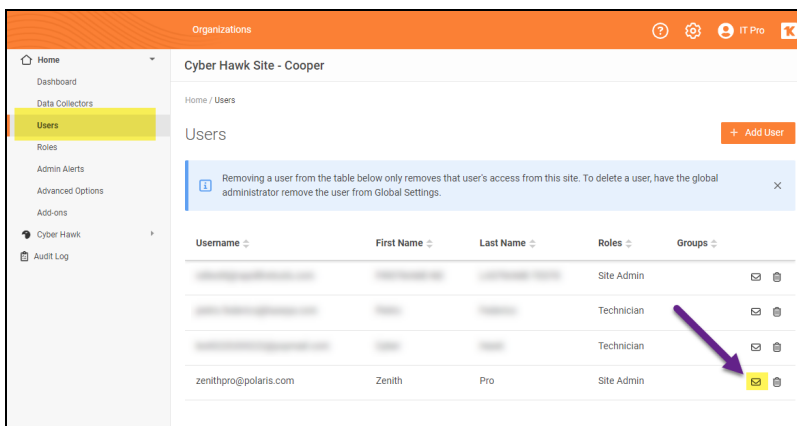 Organizations
IT Pro
Home
Cyber Hawk Site - Cooper
Dashboard
Data Collectors
Home / Users
Users
Users
+ Add User
Roles
Admin Alerts
Removing a user from the table below only removes that user's access from this site. To delete a user, have the global
administrator remove the user from Global Settings.
Advanced Options
Add-ons
Cyber Hawk
Audit Log
Username First Name Last Name Roles Groups
Site Admin
Technician
Technician
zenithpro@polaris.com Zenith Pro Site Admin